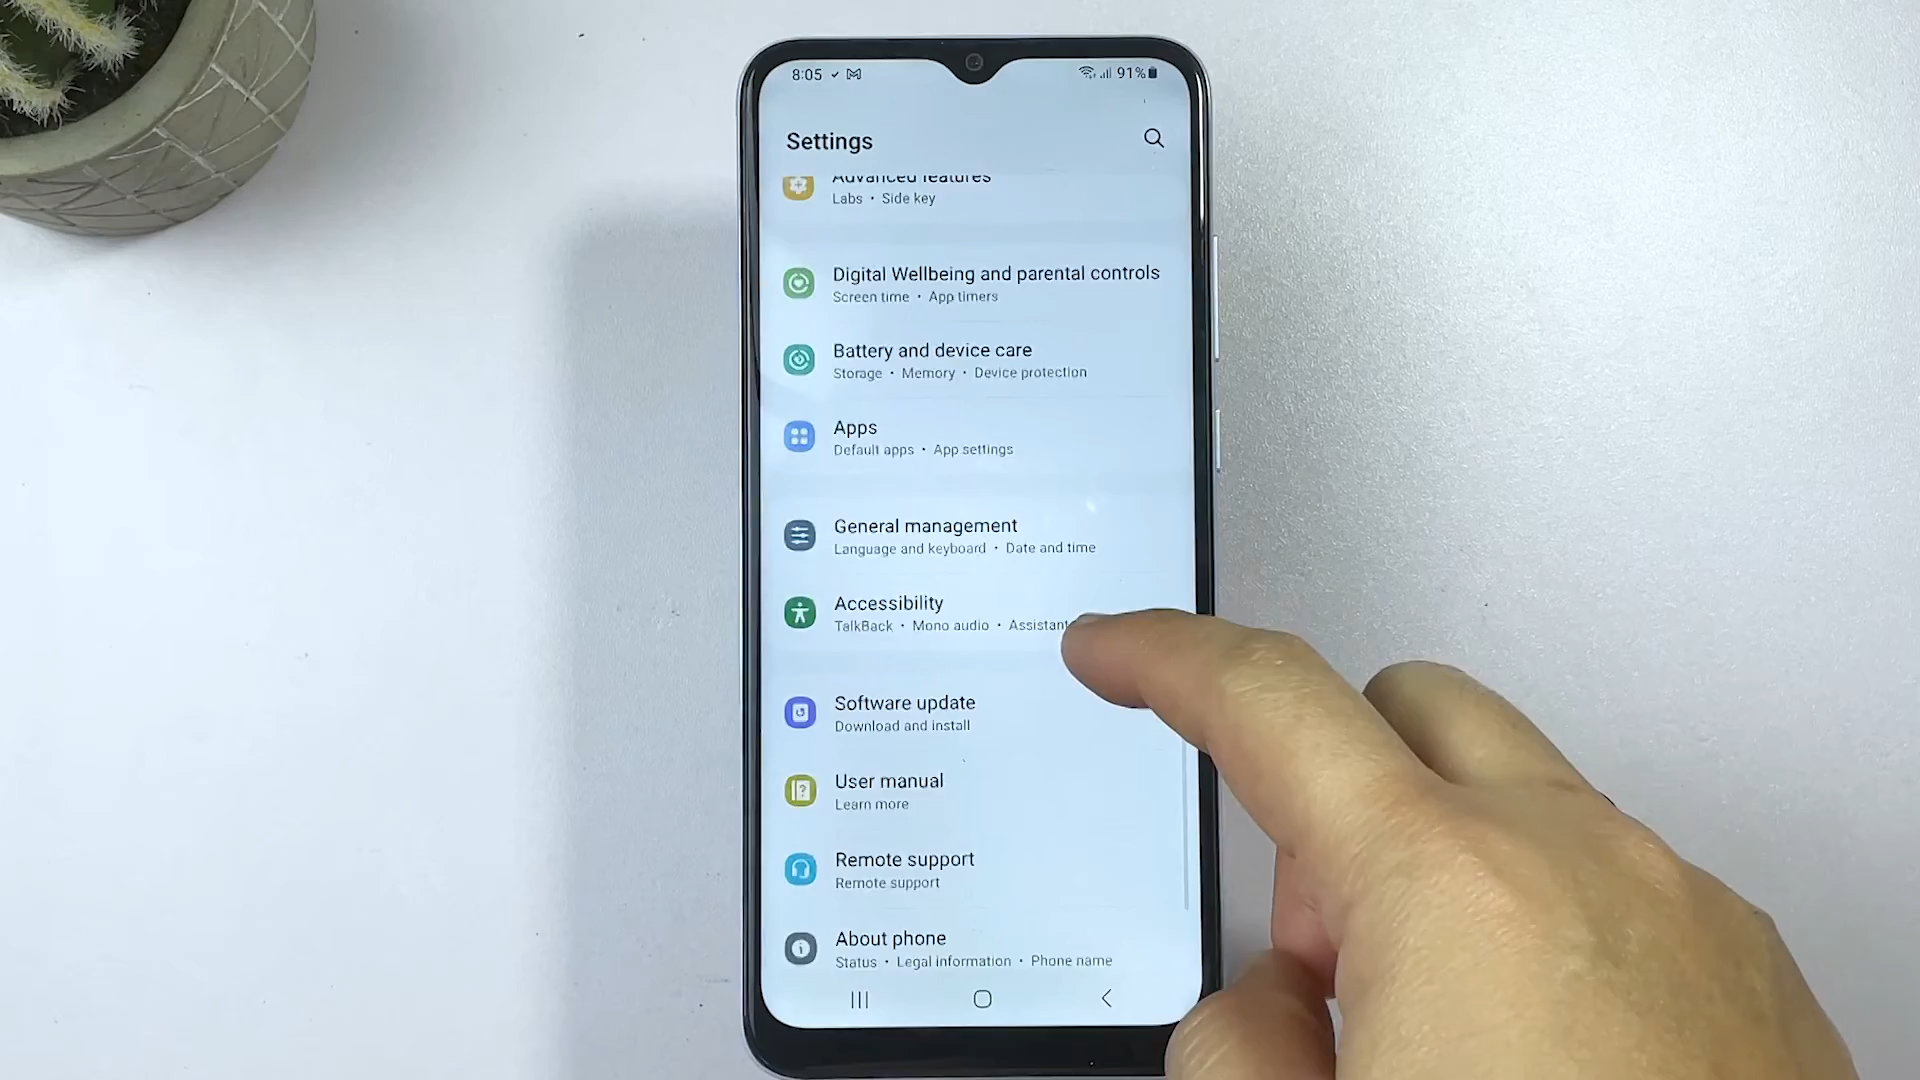 8:05
91%
Settings
Advanced features
Labs • Side key
Digital Wellbeing and parental controls
Screen time • App timers
Battery and device care
Storage • Memory • Device protection
Apps
Default apps • App settings
General management
Language and keyboard • Date and time
Accessibility
TalkBack • Mono audio • Assistant
Software update
Download and install
User manual
Learn more
Remote support
Remote support
About phone
Status • Legal information • Phone name